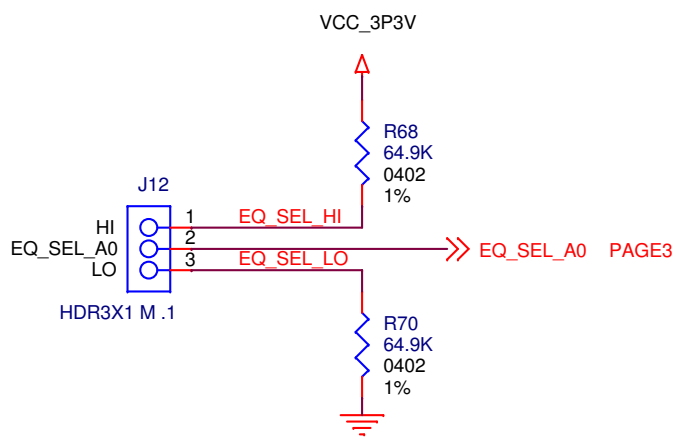 VCC_3P3V
R68
64.9K
0402
1%
J12
HI 1 EQ_SEL_HI
EQ_SEL_A0 2 EQ_SEL_A0 PAGE3
LO 3 EQ_SEL_LO
HDR3X1 M .1
R70
64.9K
0402
1%